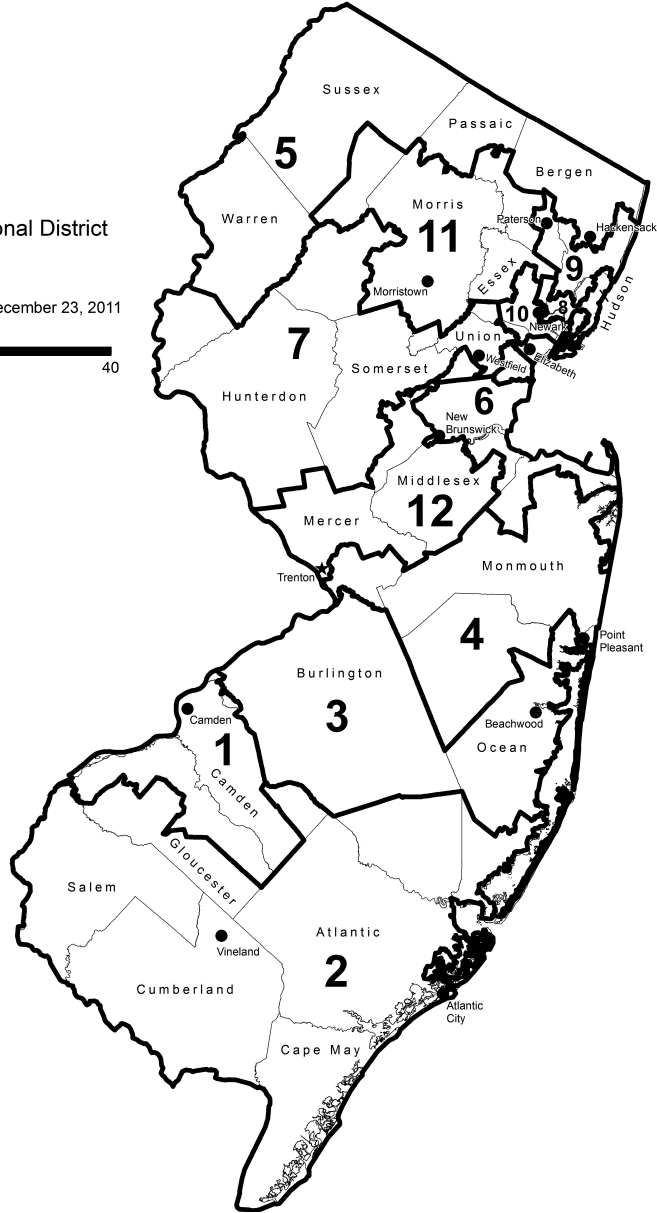 Sussex
Passaic
Bergen
5
Morris
Warren
Paterson
Hackensack
onal District
11
Essex
9
Morristown
Hudson
ecember 23, 2011
10
8
Newark
Union
7
40
Somerset
Westfield
Elizabeth
Hunterdon
6
New
Brunswick
Middlesex
12
Mercer
Monmouth
Trenton
4
Point
Pleasant
Burlington
3
Camden
Beachwood
1
Ocean
Camden
Gloucester
Salem
Atlantic
Vineland
2
Cumberland
Atlantic
City
Cape May